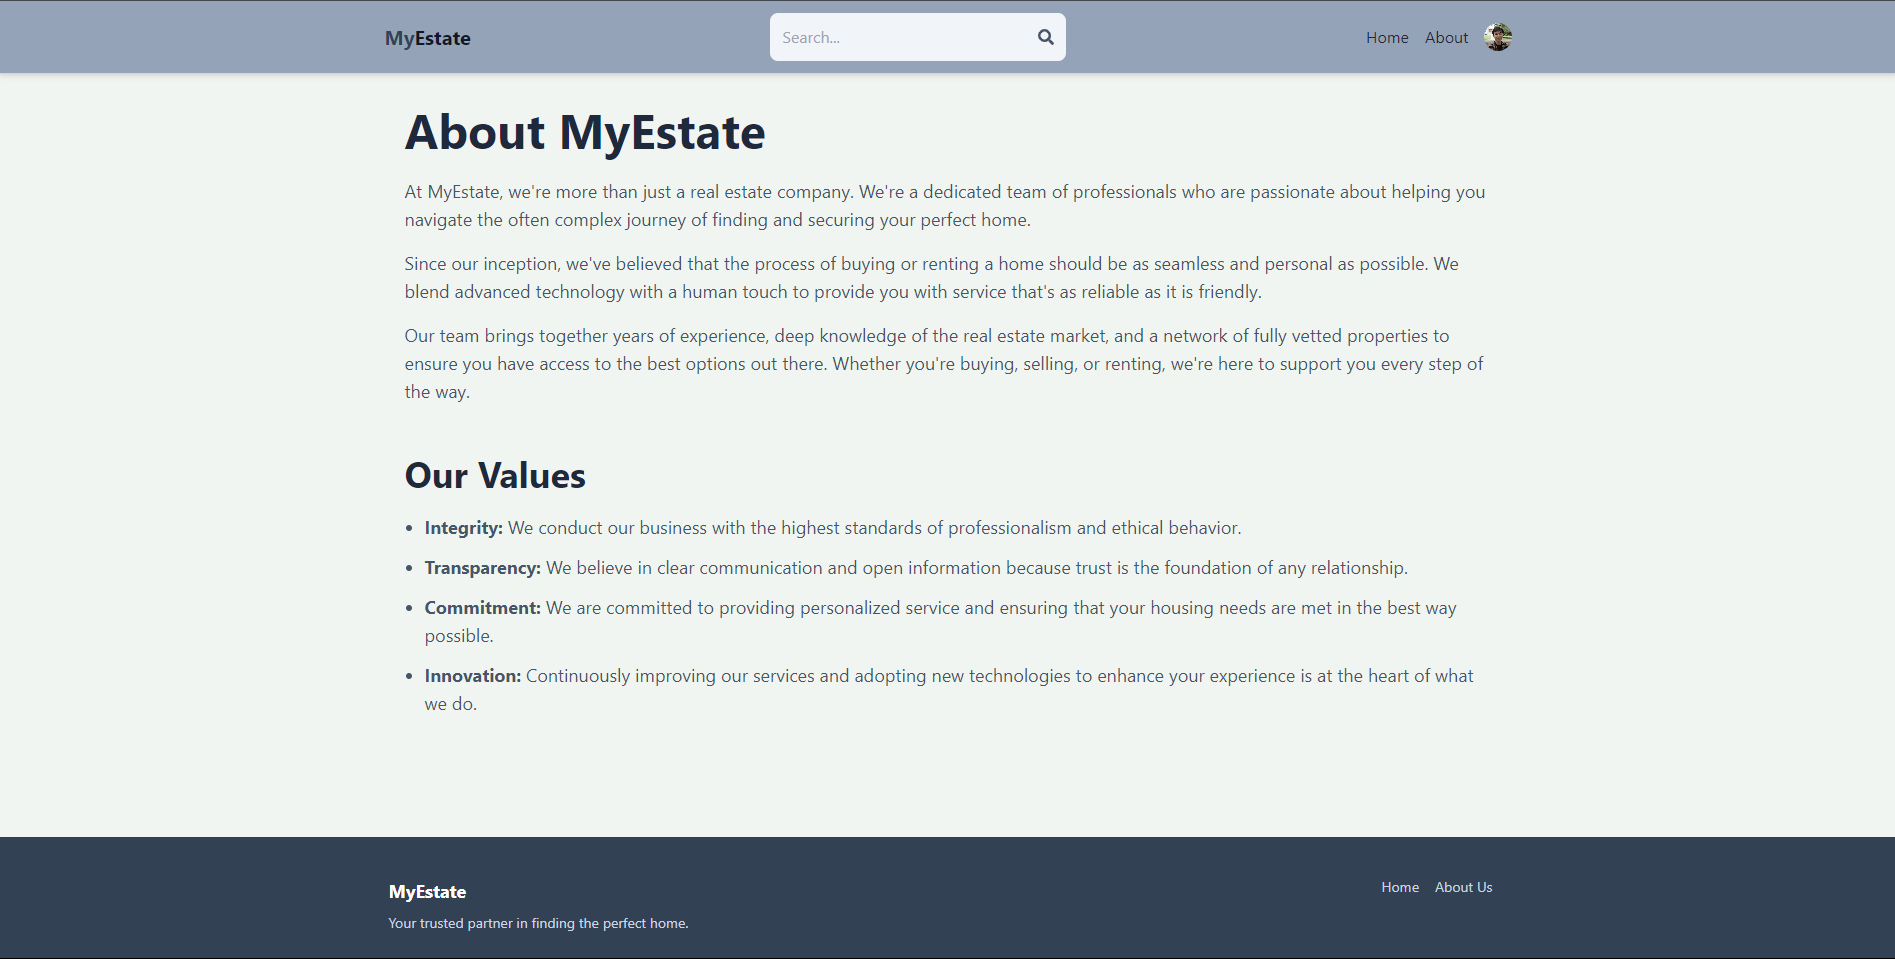 MyEstate
Search...
Home
About
About MyEstate
At MyEstate, we're more than just a real estate company. We're a dedicated team of professionals who are passionate about helping you
navigate the often complex journey of finding and securing your perfect home.
Since our inception, we've believed that the process of buying or renting a home should be as seamless and personal as possible. We
blend advanced technology with a human touch to provide you with service that's as reliable as it is friendly.
Our team brings together years of experience, deep knowledge of the real estate market, and a network of fully vetted properties to
ensure you have access to the best options out there. Whether you're buying, selling, or renting, we're here to support you every step of
the way.
Our Values
• Integrity: We conduct our business with the highest standards of professionalism and ethical behavior.
• Transparency: We believe in clear communication and open information because trust is the foundation of any relationship.
• Commitment: We are committed to providing personalized service and ensuring that your housing needs are met in the best way
possible.
• Innovation: Continuously improving our services and adopting new technologies to enhance your experience is at the heart of what
we do.
MyEstate
Your trusted partner in finding the perfect home.
Home
About Us